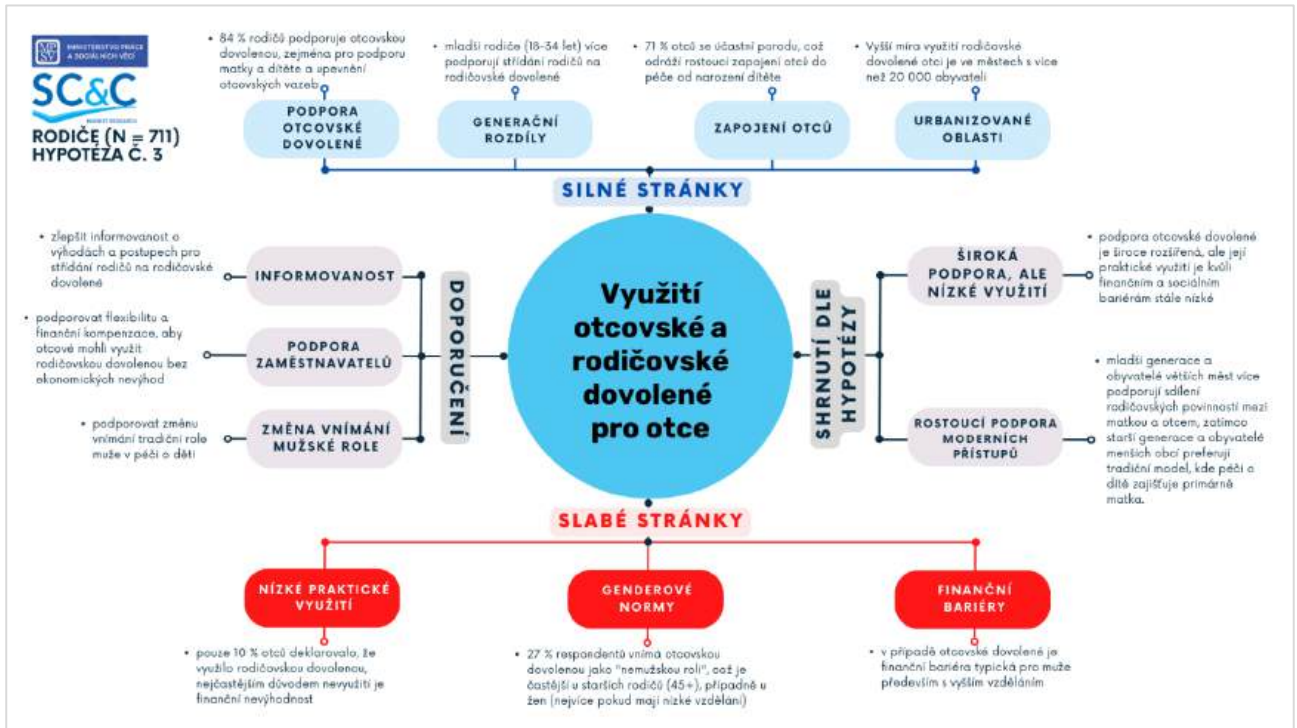 MINISTERSTVO PRÁCE
A SOCIÁLNÍCH VĚCÍ
SC&C
MARKET RESEARCH
RODIČE (N = 711)
HYPOTÉZA Č. 3
• 84 % rodičů podporuje otcovskou
dovolenou, zejména pro podporu
matky a dítěte a upevnění
otcovských vazeb
PODPORA
OTCOVSKÉ
DOVOLENÉ
• mladší rodiče (18-34 let) více
podporují střídání rodičů na
rodičovské dovolené
GENERAČNÍ
ROZDÍLY
• 71 % otců se účastní porodu, což
odráží rostoucí zapojení otců do
péče od narození dítěte
ZAPOJENÍ OTCŮ
• Vyšší míra využití rodičovské
dovolené otci je ve městech s více
než 20 000 obyvateli
URBANIZOVANÉ
OBLASTI
SILNÉ STRÁNKY
• zlepšit informovanost o
výhodách a postupech pro
střídání rodičů na rodičovské
dovolené
INFORMOVANOST
• podporovat flexibilitu a
finanční kompenzace, aby
otcové mohli využít
rodičovskou dovolenou bez
ekonomických nevýhod
PODPORA
ZAMĚSTNAVATELŮ
• podporovat změnu
vnímání tradiční role
muže v péči o děti
ZMĚNA VNÍMÁNÍ
MUŽSKÉ ROLE
DOPORUČENÍ
Využití
otcovské a
rodičovské
dovolené
pro otce
SHRNUTÍ DLE
HYPOTÉZY
ŠIROKÁ
PODPORA, ALE
NÍZKÉ VYUŽITÍ
• podpora otcovské dovolené
je široce rozšířená, ale její
praktické využití je kvůli
finančním a sociálním
bariérám stále nízké
ROSTOUCÍ PODPORA
MODERNÍCH
PŘÍSTUPŮ
• mladší generace a
obyvatelé větších měst více
podporují sdílení
rodičovských povinností mezi
matkou a otcem, zatímco
starší generace a obyvatelé
menších obcí preferují
tradiční model, kde péči o
dítě zajišťuje primárně
matka.
SLABÉ STRÁNKY
NÍZKÉ PRAKTICKÉ
VYUŽITÍ
• pouze 10 % otců deklarovalo, že
využilo rodičovskou dovolenou,
nejčastějším důvodem nevyužití je
finanční nevýhodnost
GENDEROVÉ
NORMY
• 27 % respondentů vnímá otcovskou
dovolenou jako "nemužskou roli", což je
častější u starších rodičů (45+), případně u
žen (nejvíce pokud mají nízké vzdělání)
FINANČNÍ
BARIÉRY
• v případě otcovské dovolené je
finanční bariéra typická pro muže
především s vyšším vzděláním